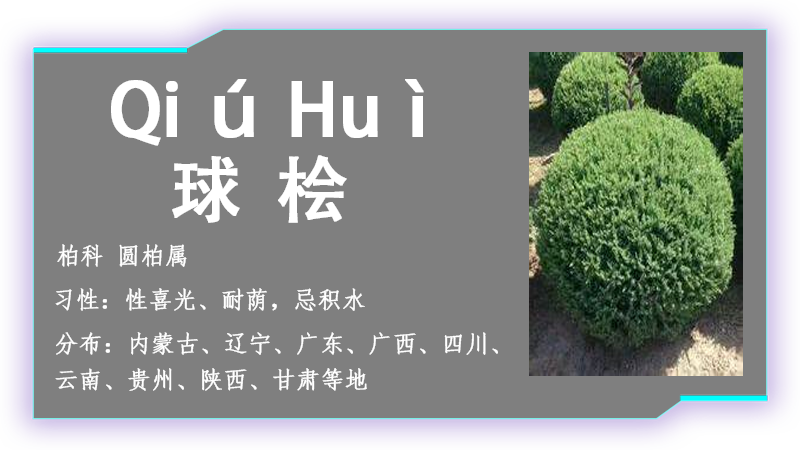 Qiú Huì
球 桧
柏科 圆柏属
习性：性喜光、耐荫，忌积水
分布：内蒙古、辽宁、广东、广西、四川、
云南、贵州、陕西、甘肃等地